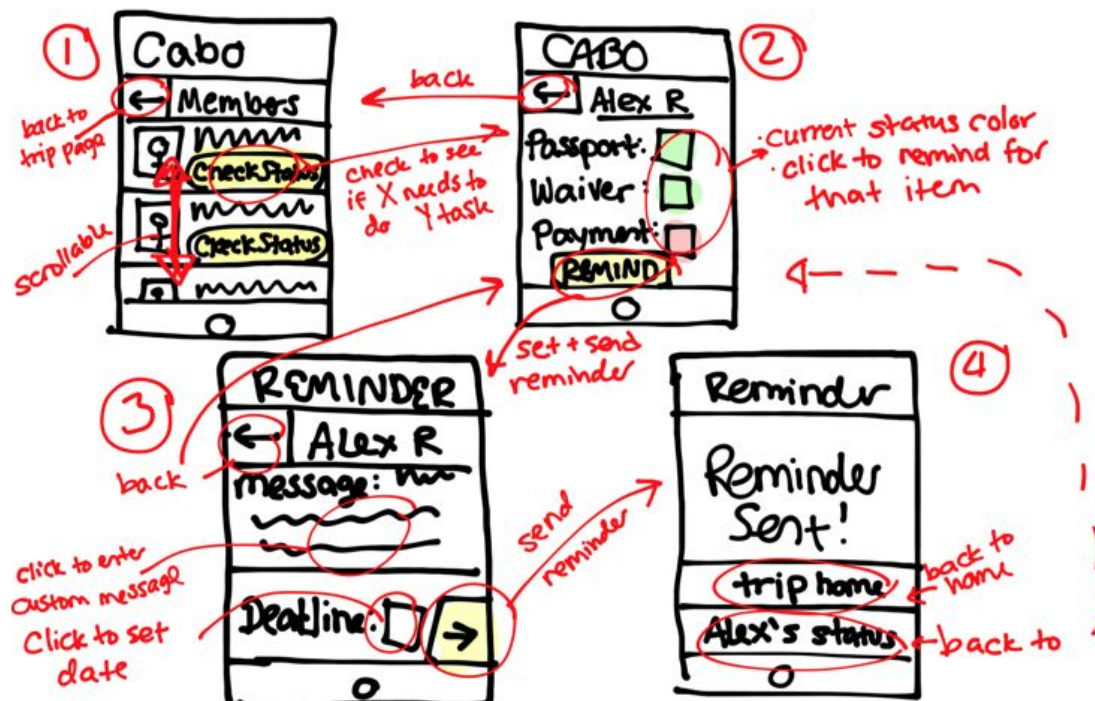 1
Cabo
← Members
back to
trip page
Check Status
Check Status
scrollable
back
check to see
if X needs to
do Y task
2
CABO
← Alex R
Passport:
Waiver:
Payment:
REMIND
• current status color
• click to remind for
that item
set + send
reminder
3
REMINDER
← Alex R
back
message:
click to enter
custom message
Deadline:
→
Click to set
date
send
reminder
4
Reminder
Reminder
Sent!
trip home
back to
home
Alex's status
back to